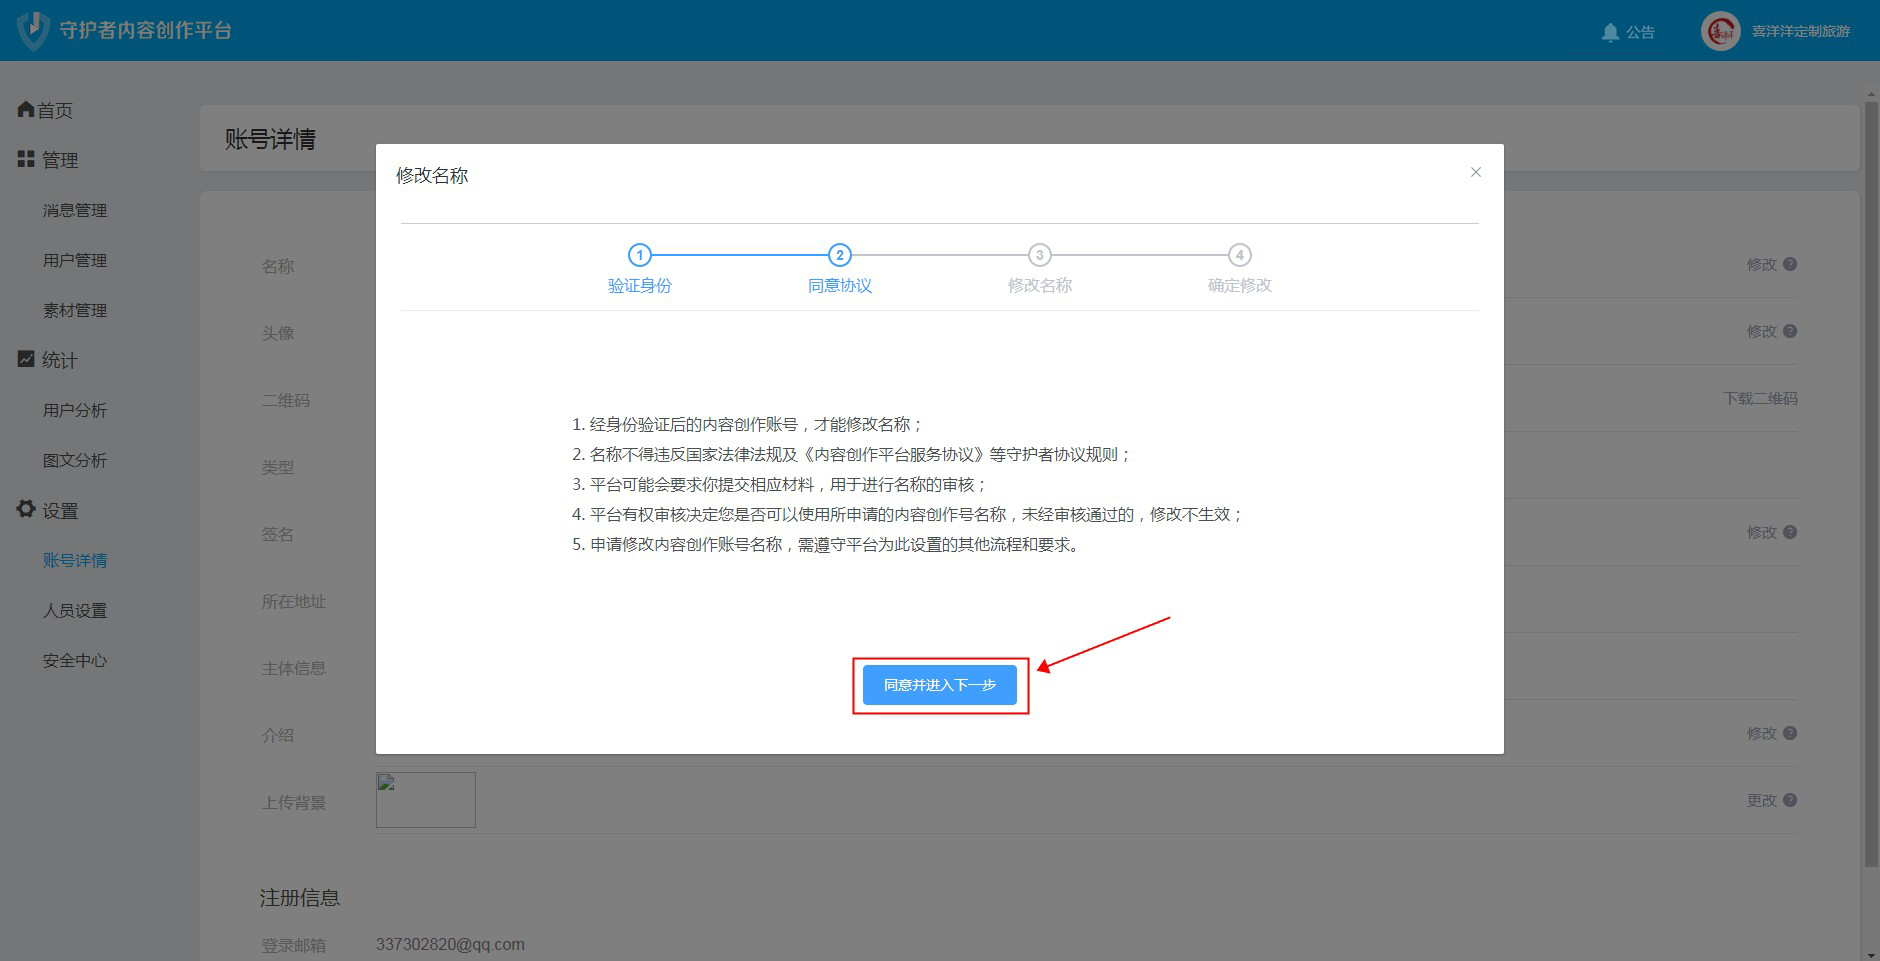 守护者内容创作平台
公告
喜洋洋定制旅游
首页
管理
消息管理
用户管理
素材管理
统计
用户分析
图文分析
设置
账号详情
人员设置
安全中心
账号详情
修改名称
×
1
2
3
4
验证身份
同意协议
修改名称
确定修改
1. 经身份验证后的内容创作账号，才能修改名称；
2. 名称不得违反国家法律法规及《内容创作平台服务协议》等守护者协议规则；
3. 平台可能会要求你提交相应材料，用于进行名称的审核；
4. 平台有权审核决定您是否可以使用所申请的内容创作号名称，未经审核通过的，修改不生效；
5. 申请修改内容创作账号名称，需遵守平台为此设置的其他流程和要求。
同意并进入下一步
名称
修改 ?
头像
修改 ?
二维码
下载二维码
类型
签名
修改 ?
所在地址
主体信息
介绍
修改 ?
上传背景
更改 ?
注册信息
登录邮箱
337302820@qq.com